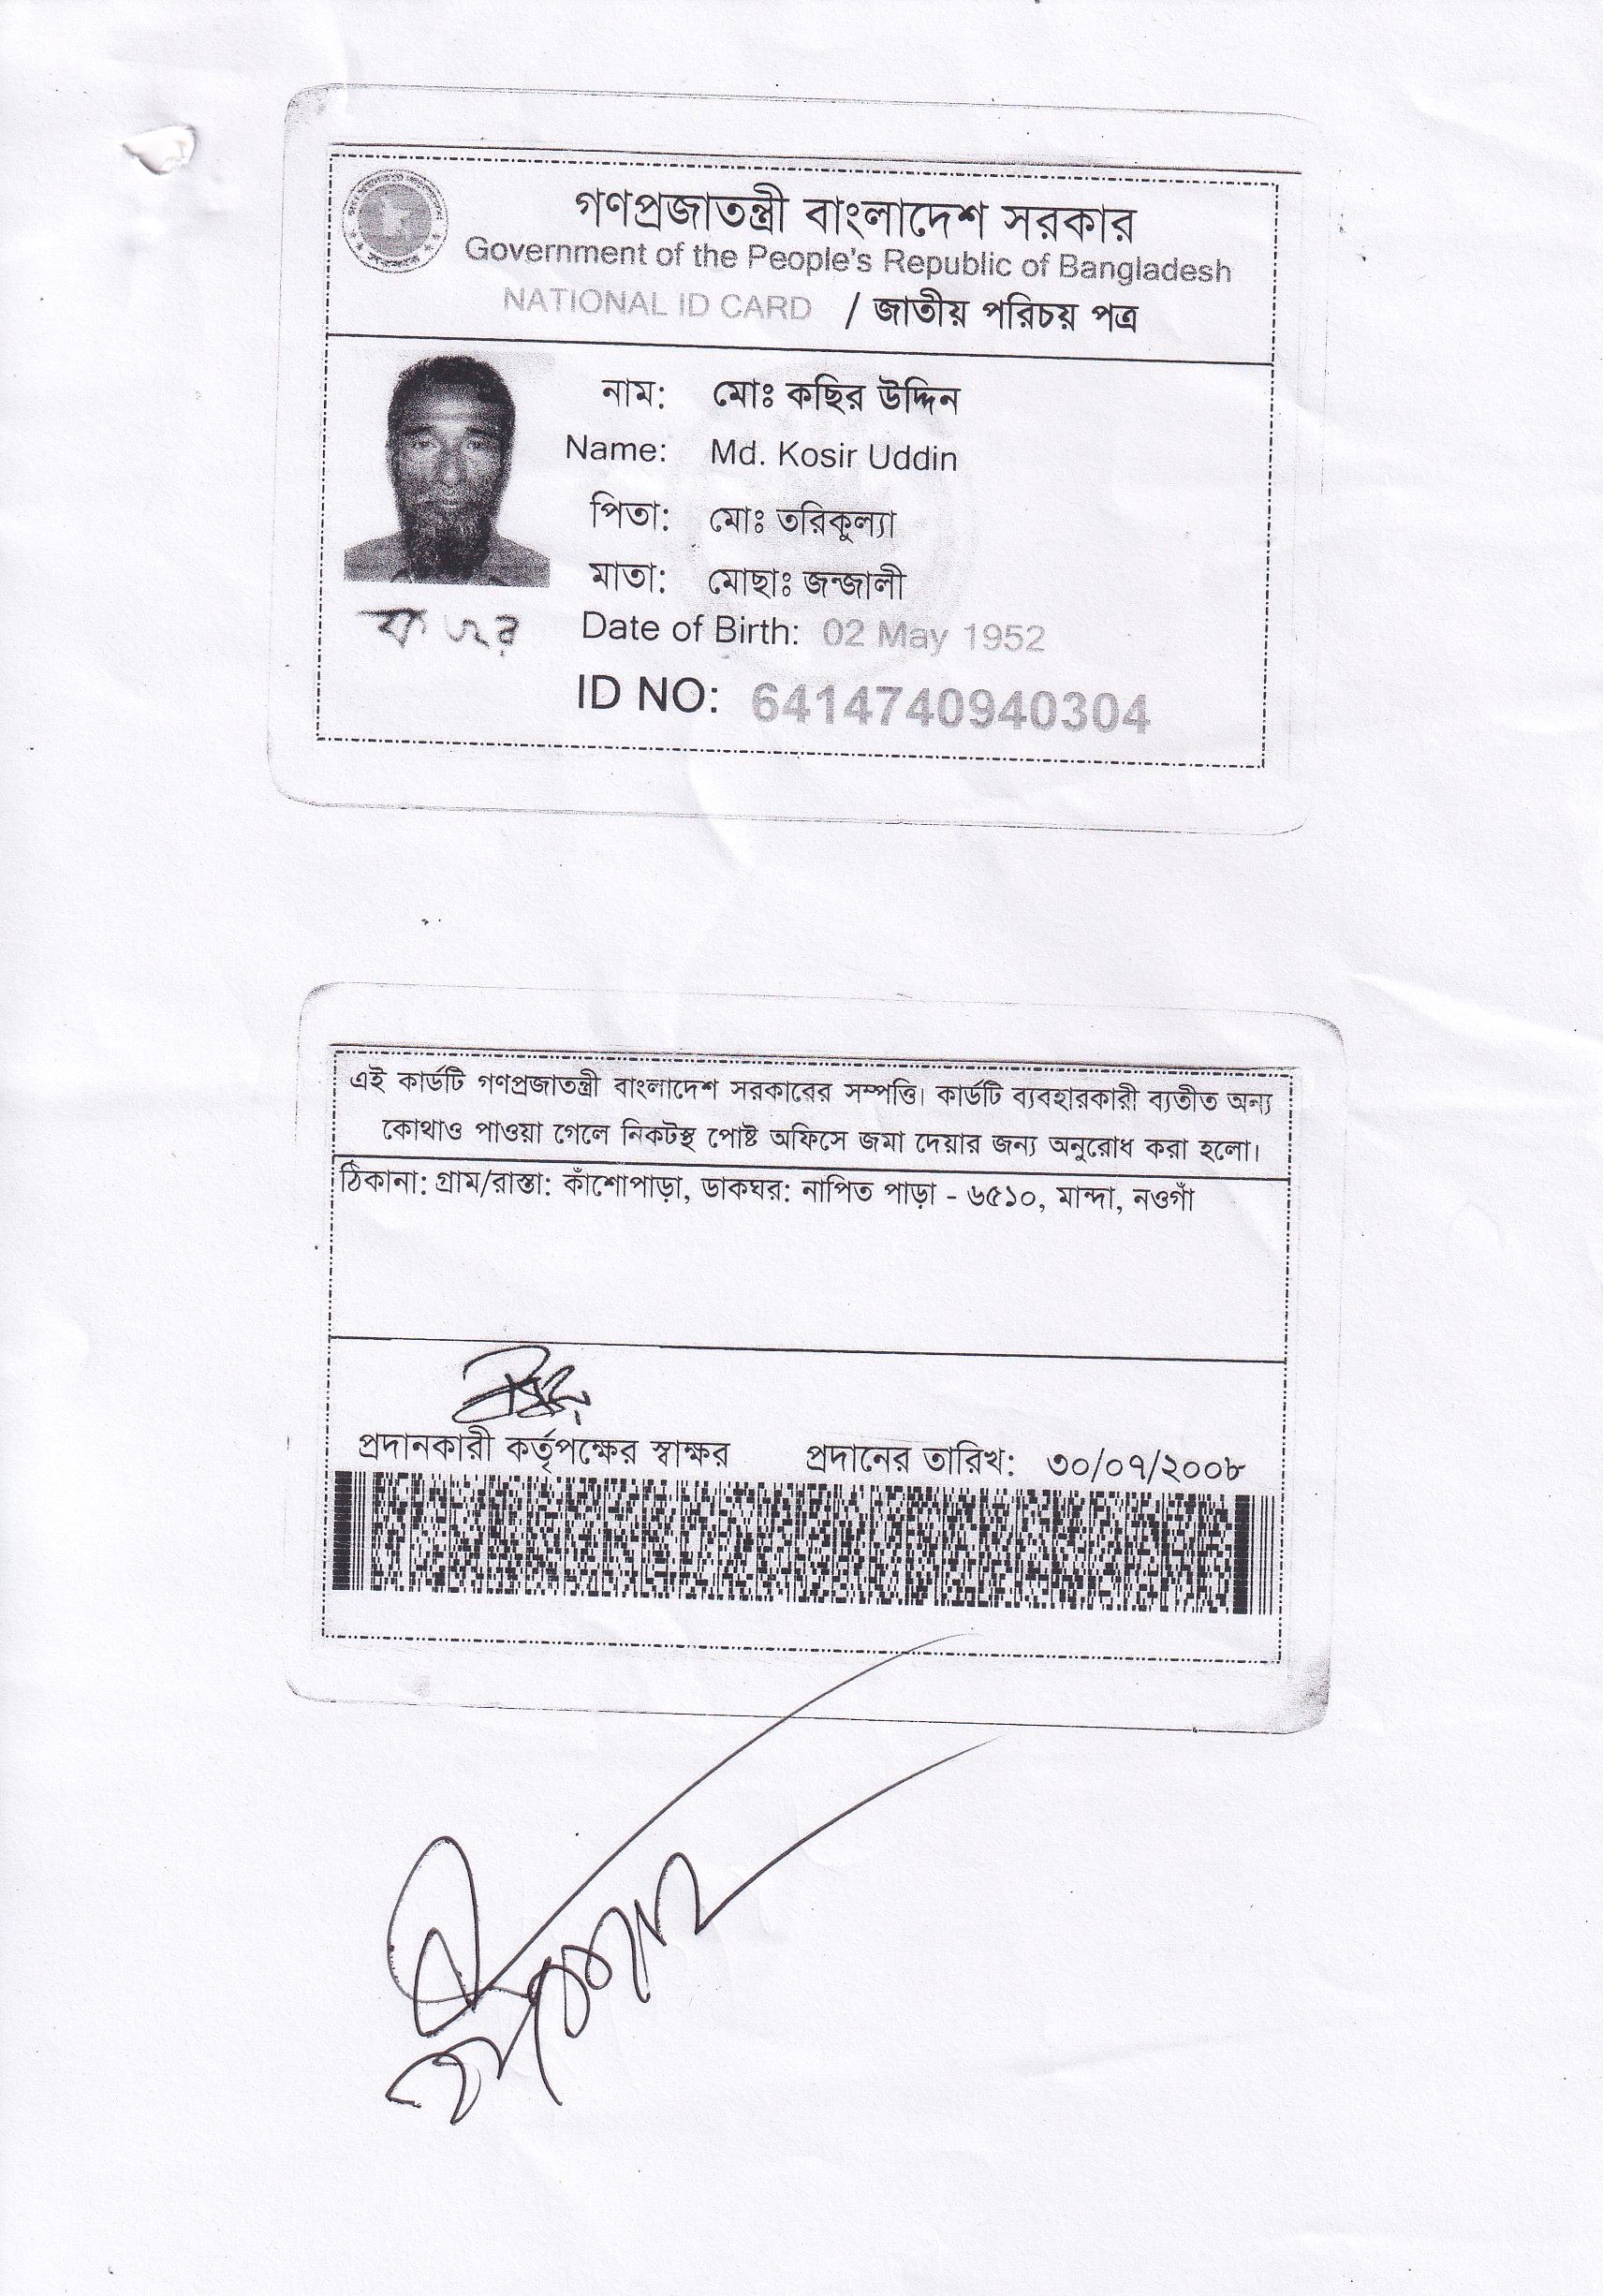 গণপ্রজাতন্ত্রী বাংলাদেশ সরকার
Government of the People's Republic of Bangladesh
NATIONAL ID CARD / জাতীয় পরিচয় পত্র
নাম: মোঃ কছির উদ্দিন
Name: Md. Kosir Uddin
পিতা: মোঃ তরিকুল্যা
মাতা: মোছাঃ জন্জালী
Date of Birth: 02 May 1952
ID NO: 6414740940304
এই কার্ডটি গণপ্রজাতন্ত্রী বাংলাদেশ সরকারের সম্পত্তি। কার্ডটি ব্যবহারকারী ব্যতীত অন্য
কোথাও পাওয়া গেলে নিকটস্থ পোষ্ট অফিসে জমা দেয়ার জন্য অনুরোধ করা হলো।
ঠিকানা: গ্রাম/রাস্তা: কাঁশোপাড়া, ডাকঘর: নাপিত পাড়া - ৬৫১০, মান্দা, নওগাঁ
প্রদানকারী কর্তৃপক্ষের স্বাক্ষর প্রদানের তারিখ: ৩০/০৭/২০০৮